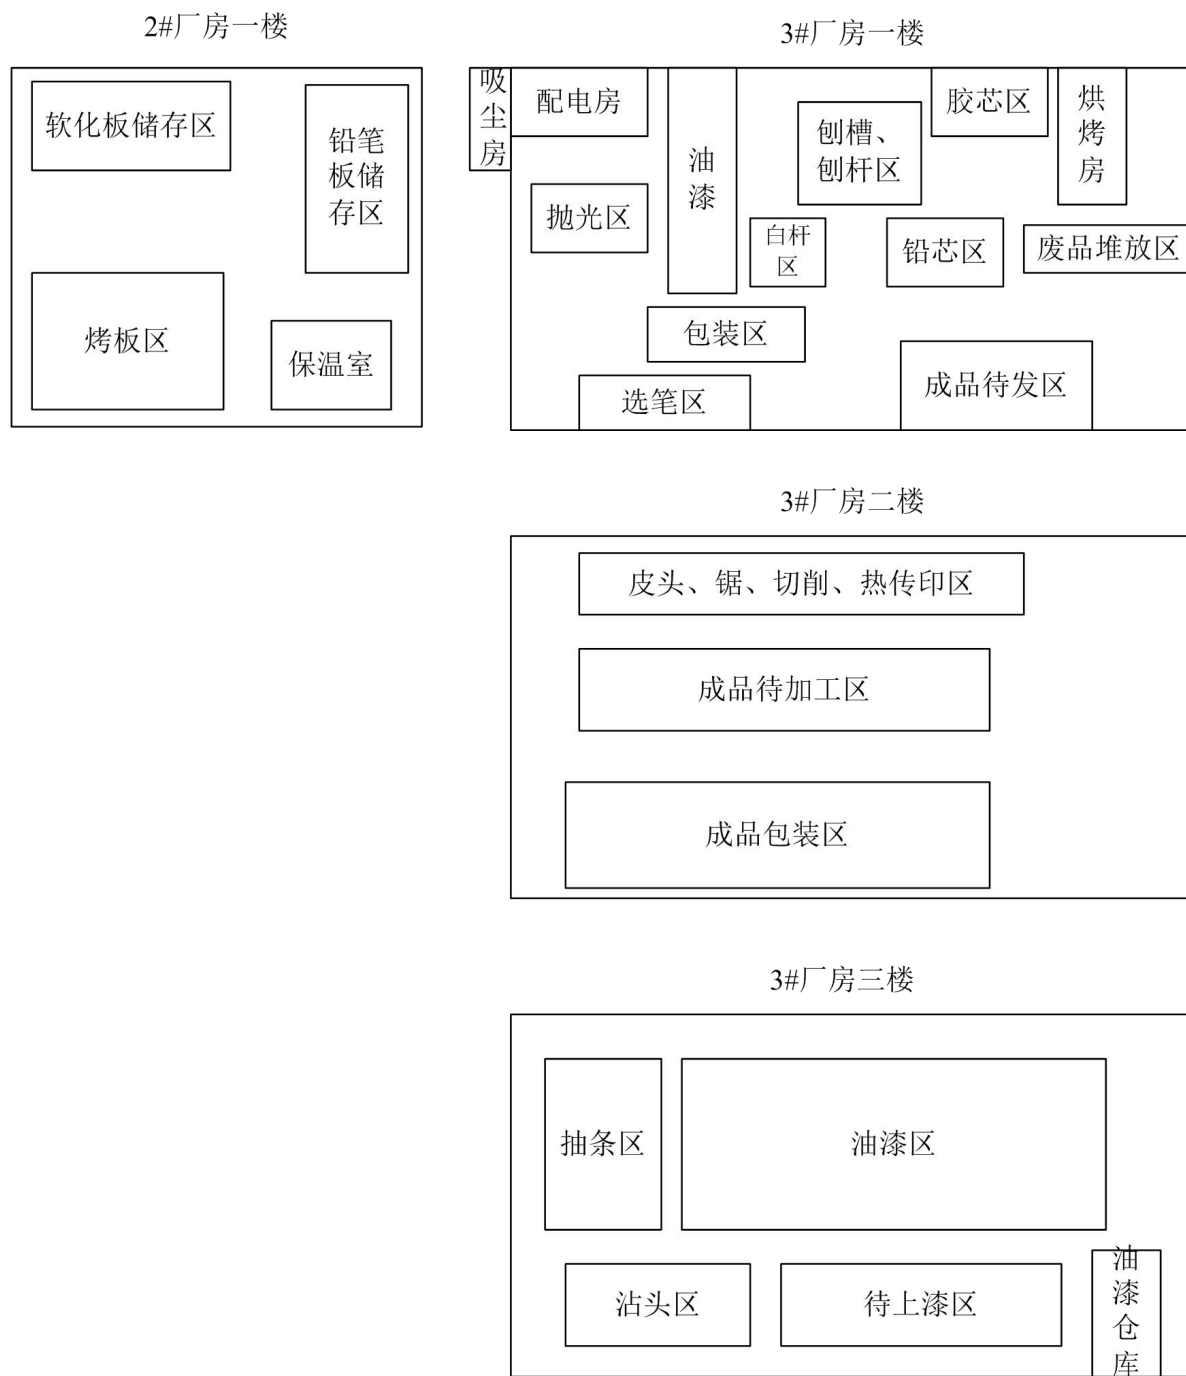 2#厂房一楼
软化板储存区
铅笔
板储
存区
烤板区
保温室
3#厂房一楼
吸
尘
房
配电房
油
漆
刨槽、
刨杆区
胶芯区
烘
烤
房
抛光区
白杆
区
铅芯区
废品堆放区
包装区
选笔区
成品待发区
3#厂房二楼
皮头、锯、切削、热传印区
成品待加工区
成品包装区
3#厂房三楼
抽条区
油漆区
沾头区
待上漆区
油
漆
仓
库